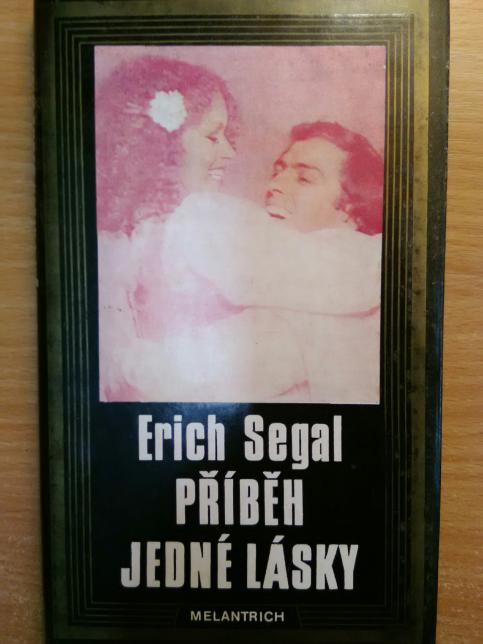 Erich Segal
PŘÍBĚH
JEDNÉ LÁSKY
MELANTRICH